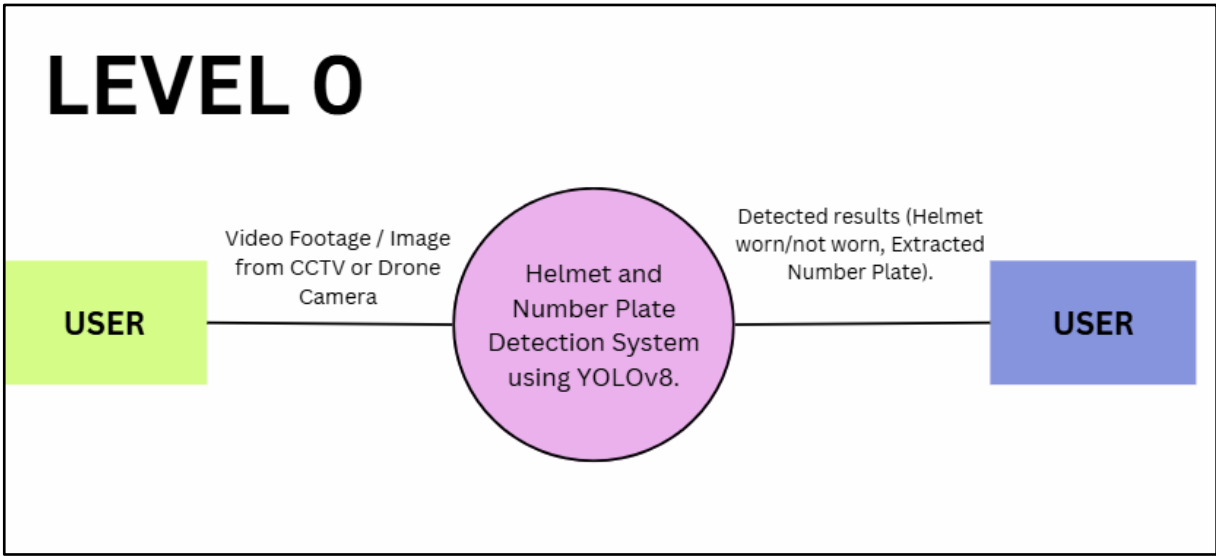 LEVEL 0
USER
Video Footage / Image
from CCTV or Drone
Camera
Helmet and
Number Plate
Detection System
using YOLOv8.
Detected results (Helmet
worn/not worn, Extracted
Number Plate).
USER